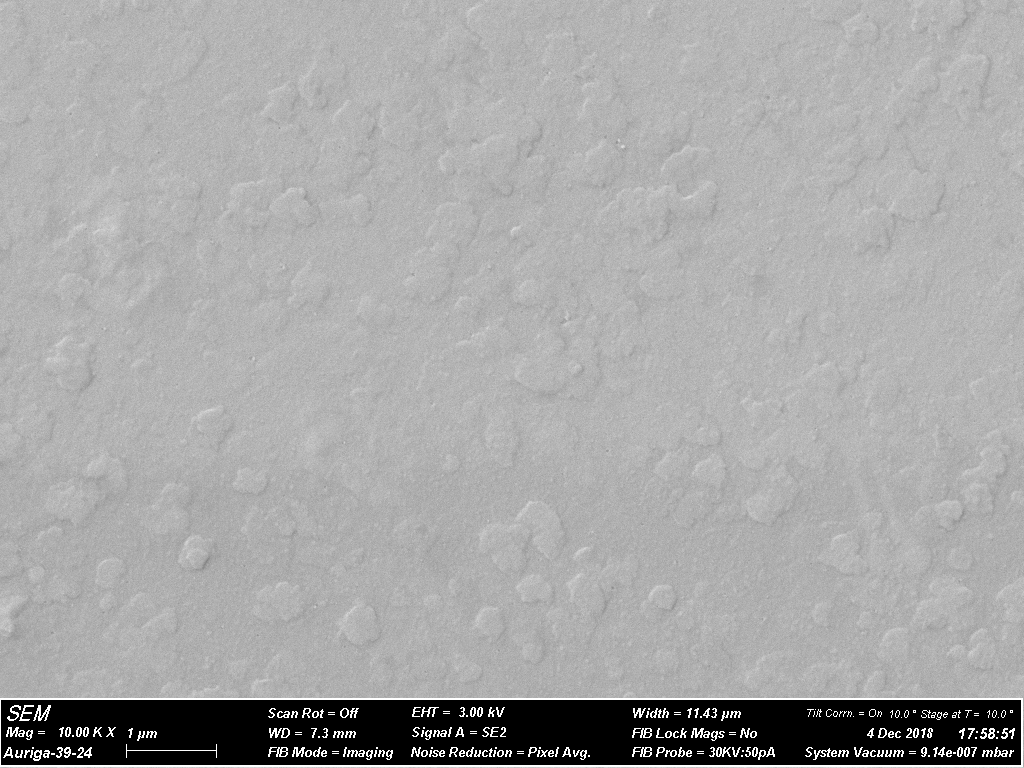 SEM
Mag = 10.00 K X 1 µm
Auriga-39-24
Scan Rot = Off
WD = 7.3 mm
FIB Mode = Imaging
EHT = 3.00 kV
Signal A = SE2
Noise Reduction = Pixel Avg.
Width = 11.43 µm
FIB Lock Mags = No
FIB Probe = 30KV:50pA
Tilt Corrn. = On 10.0 ° Stage at T = 10.0 °
4 Dec 2018 17:58:51
System Vacuum = 9.14e-007 mbar